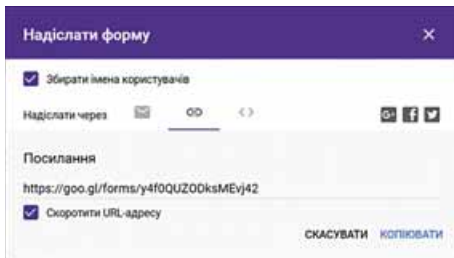 Надіслати форму
Збирати імена користувачів
Надіслати через
G+
Посилання
https://goo.gl/forms/y4f0QUZODksMEvj42
Скоротити URL-адресу
СКАСУВАТИ КОПІЮВАТИ